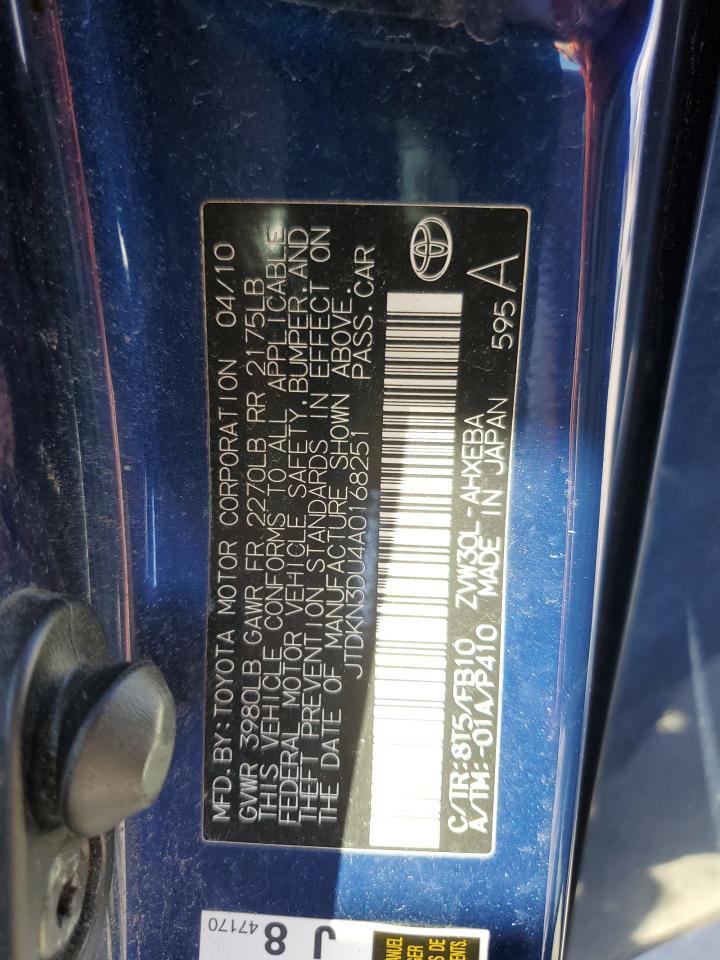 MFD.BY:TOYOTA MOTOR CORPORATION 04/10
GVWR 3980LB GAWR FR 2270LB RR 2175LB
THIS VEHICLE CONFORMS TO ALL APPLICABLE
FEDERAL MOTOR VEHICLE SAFETY,BUMPER,AND
THEFT PREVENTION STANDARDS IN EFFECT ON
THE DATE OF MANUFACTURE SHOWN ABOVE.
JTDKN3DU4A0168251 PASS.CAR
C/TR:8T5/FB10 ZVW30L-AHXEBA
A/TM:-01A/P410 MADE IN JAPAN 595 A
J 8
47170